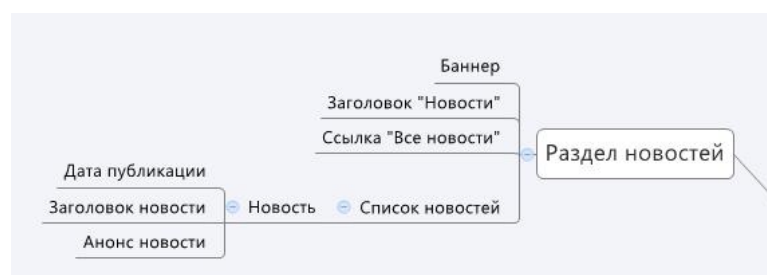 Баннер
Заголовок "Новости"
Ссылка "Все новости"
Раздел новостей
Дата публикации
Заголовок новости
Новость
Список новостей
Анонс новости